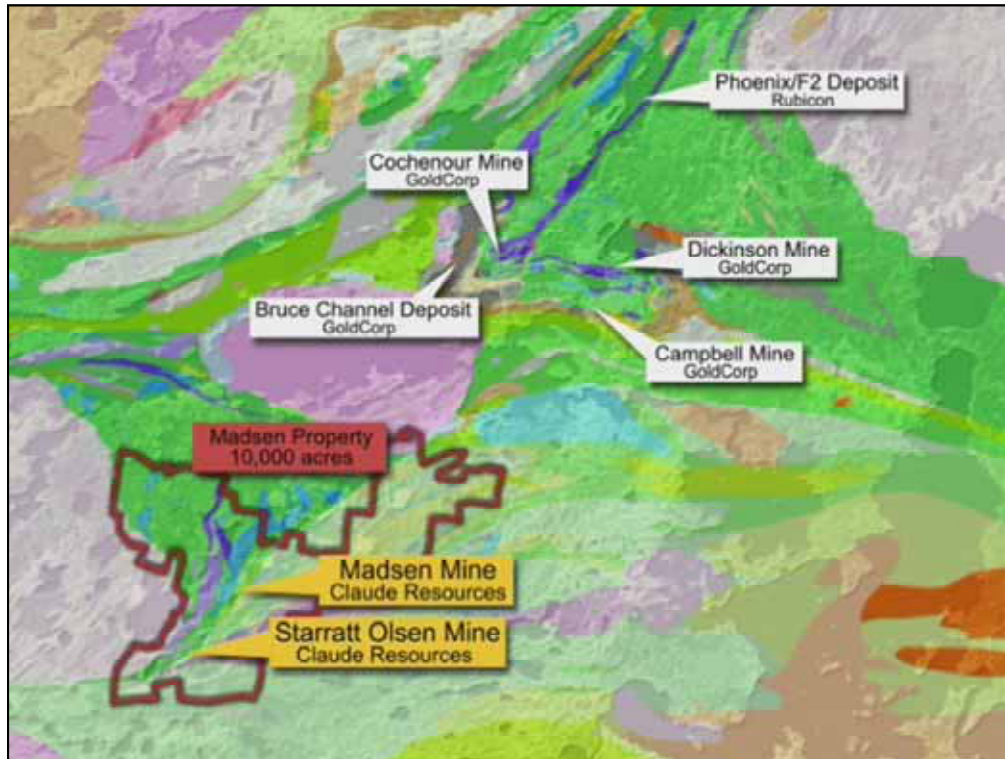 Phoenix/F2 Deposit
Rubicon
Cochenour Mine
GoldCorp
Dickinson Mine
GoldCorp
Bruce Channel Deposit
GoldCorp
Campbell Mine
GoldCorp
Madsen Property
10,000 acres
Madsen Mine
Claude Resources
Starratt Olsen Mine
Claude Resources